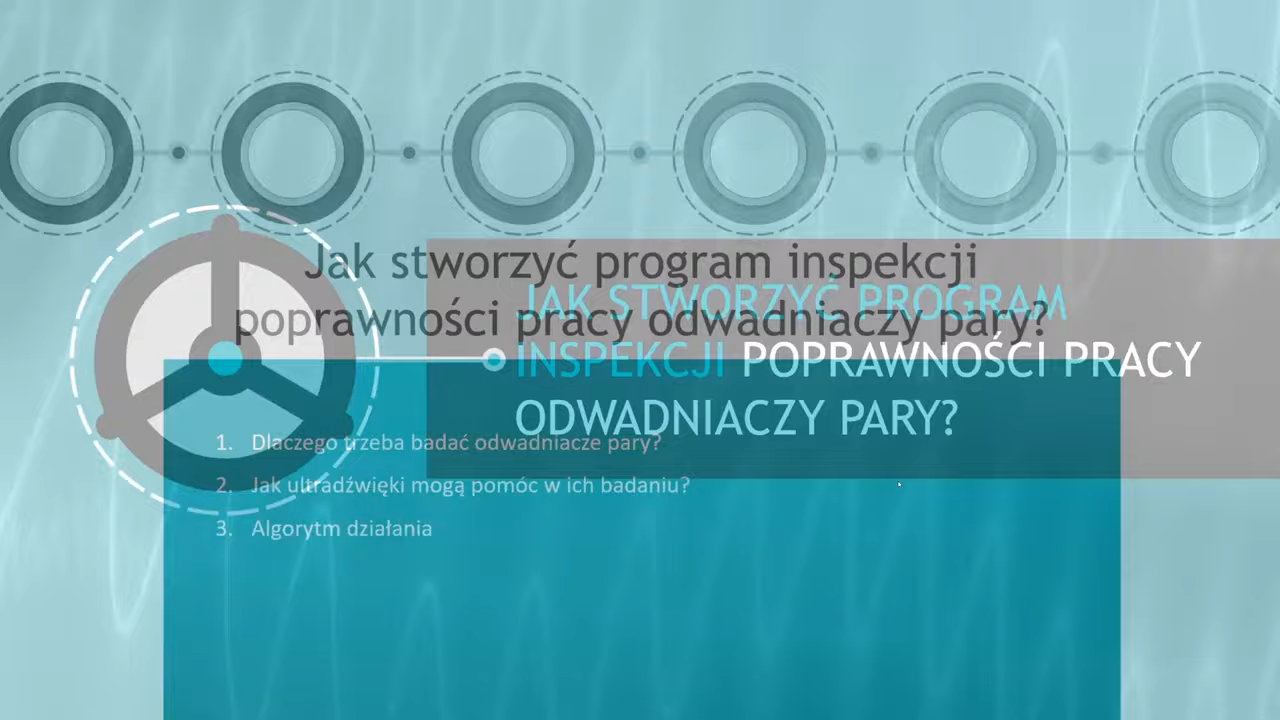 Jak stworzyć program inspekcji
poprawności pracy odwadniaczy pary?
JAK STWORZYĆ PROGRAM
INSPEKCJI POPRAWNOŚCI PRACY
ODWADNIACZY PARY?
1. Dlaczego trzeba badać odwadniacze pary?
2. Jak ultradźwięki mogą pomóc w ich badaniu?
3. Algorytm działania